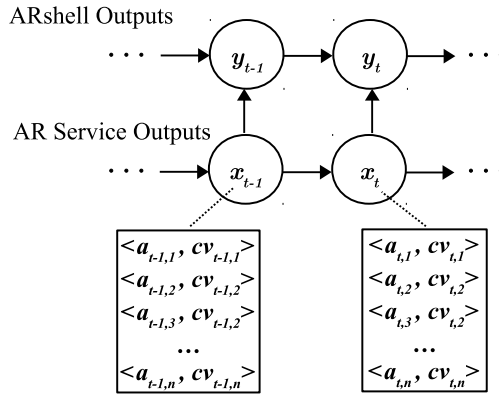 ARshell Outputs
... y_{t-1} y_t ...
AR Service Outputs
... x_{t-1} x_t ...
<a_{t-1,1}, cv_{t-1,1}>
<a_{t-1,2}, cv_{t-1,2}>
<a_{t-1,3}, cv_{t-1,2}>
...
<a_{t-1,n}, cv_{t-1,n}>
<a_{t,1}, cv_{t,1}>
<a_{t,2}, cv_{t,2}>
<a_{t,3}, cv_{t,2}>
...
<a_{t,n}, cv_{t,n}>